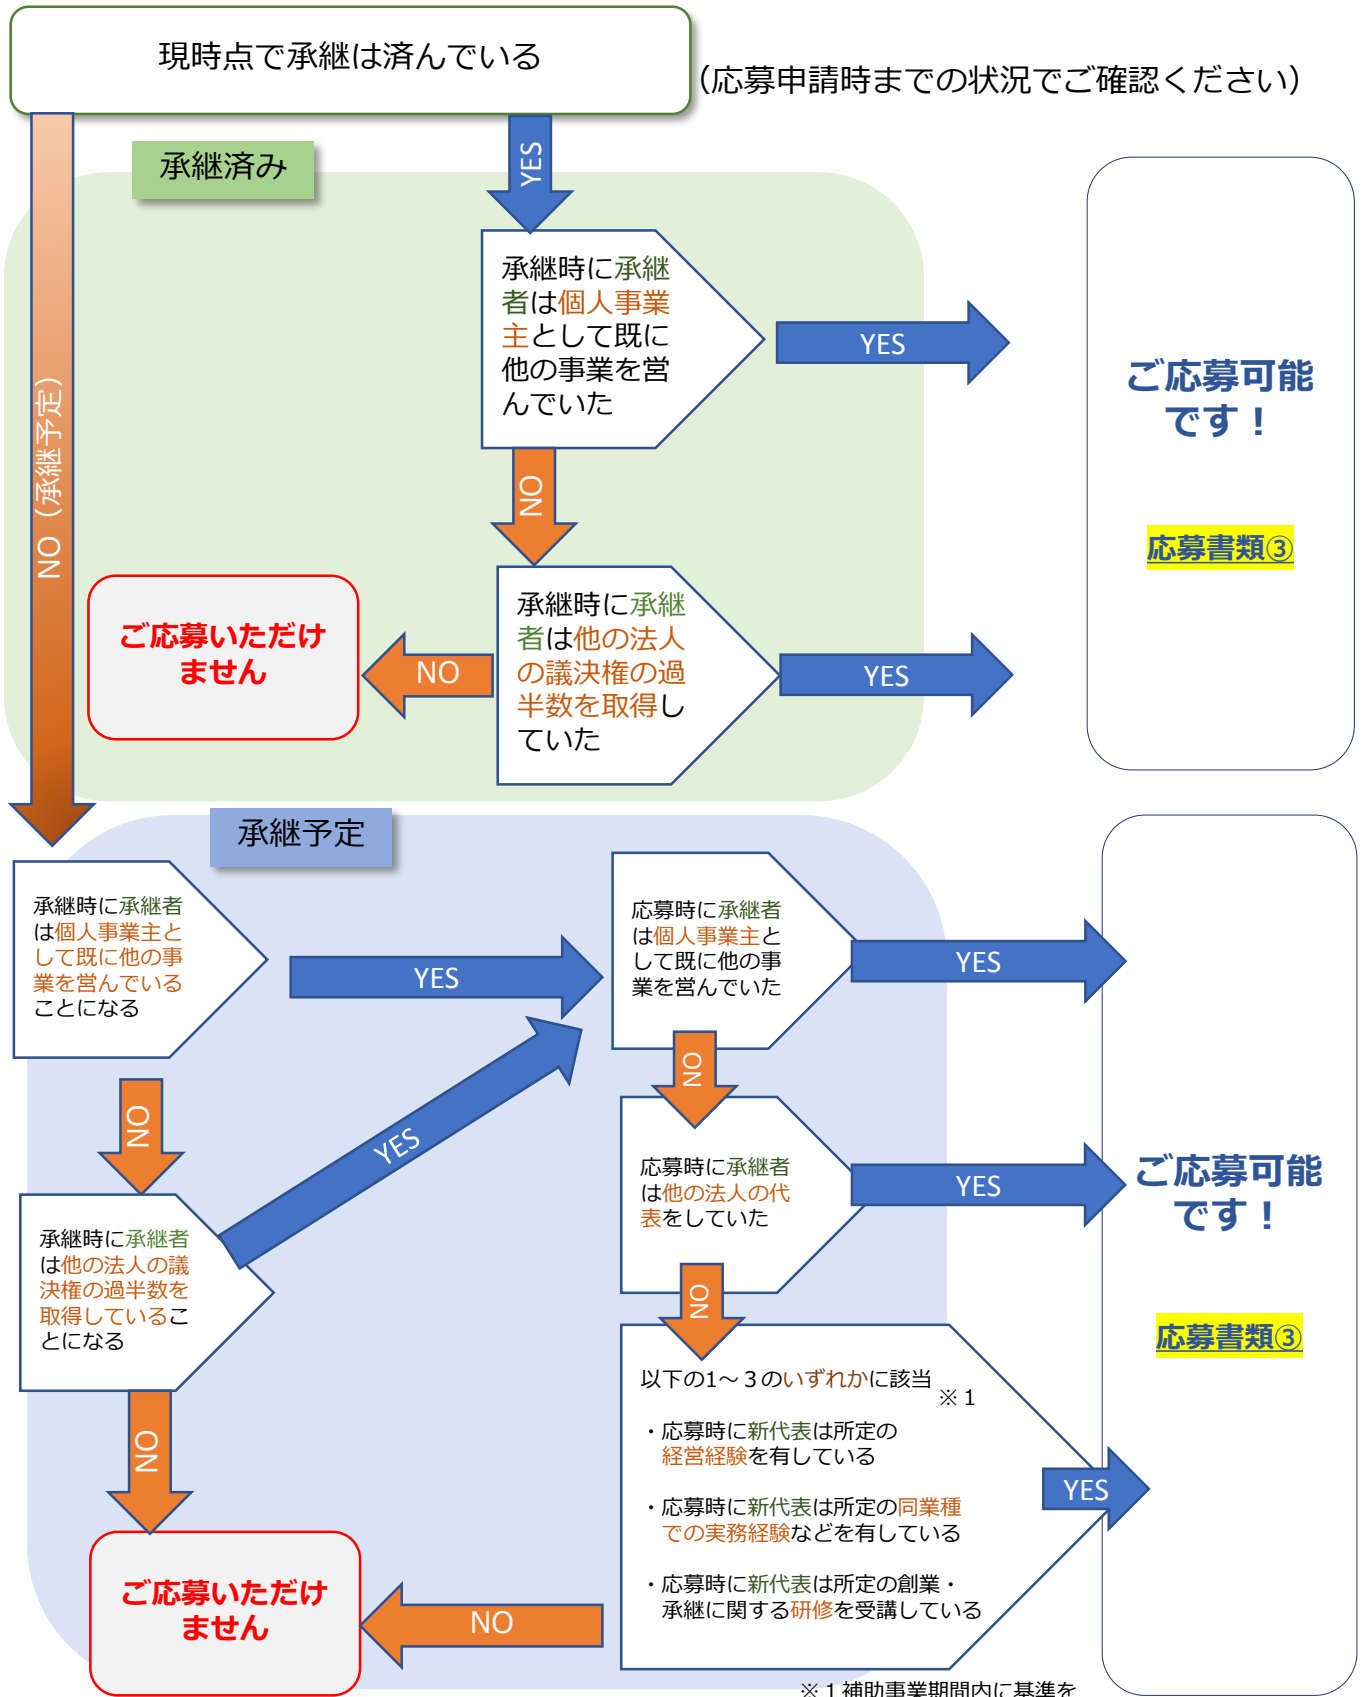 現時点で承継は済んでいる
(応募申請時までの状況でご確認ください)
YES
承継済み
NO（承継予定）
承継時に承継
者は個人事業
主として既に
他の事業を営
んでいた
YES
ご応募可能
です！
応募書類③
NO
承継時に承継
者は他の法人
の議決権の過
半数を取得し
ていた
YES
NO
ご応募いただけ
ません
承継予定
承継時に承継者
は個人事業主と
して既に他の事
業を営んでいる
ことになる
YES
応募時に承継者
は個人事業主と
して既に他の事
業を営んでいた
YES
NO
NO
YES
承継時に承継者
は他の法人の議
決権の過半数を
取得しているこ
とになる
応募時に承継者
は他の法人の代
表をしていた
YES
ご応募可能
です！
応募書類③
NO
NO
以下の1～３のいずれかに該当
※１
・応募時に新代表は所定の
経営経験を有している
・応募時に新代表は所定の同業種
での実務経験などを有している
・応募時に新代表は所定の創業・
承継に関する研修を受講している
YES
NO
ご応募いただけ
ません
※１補助事業期間内に基準を